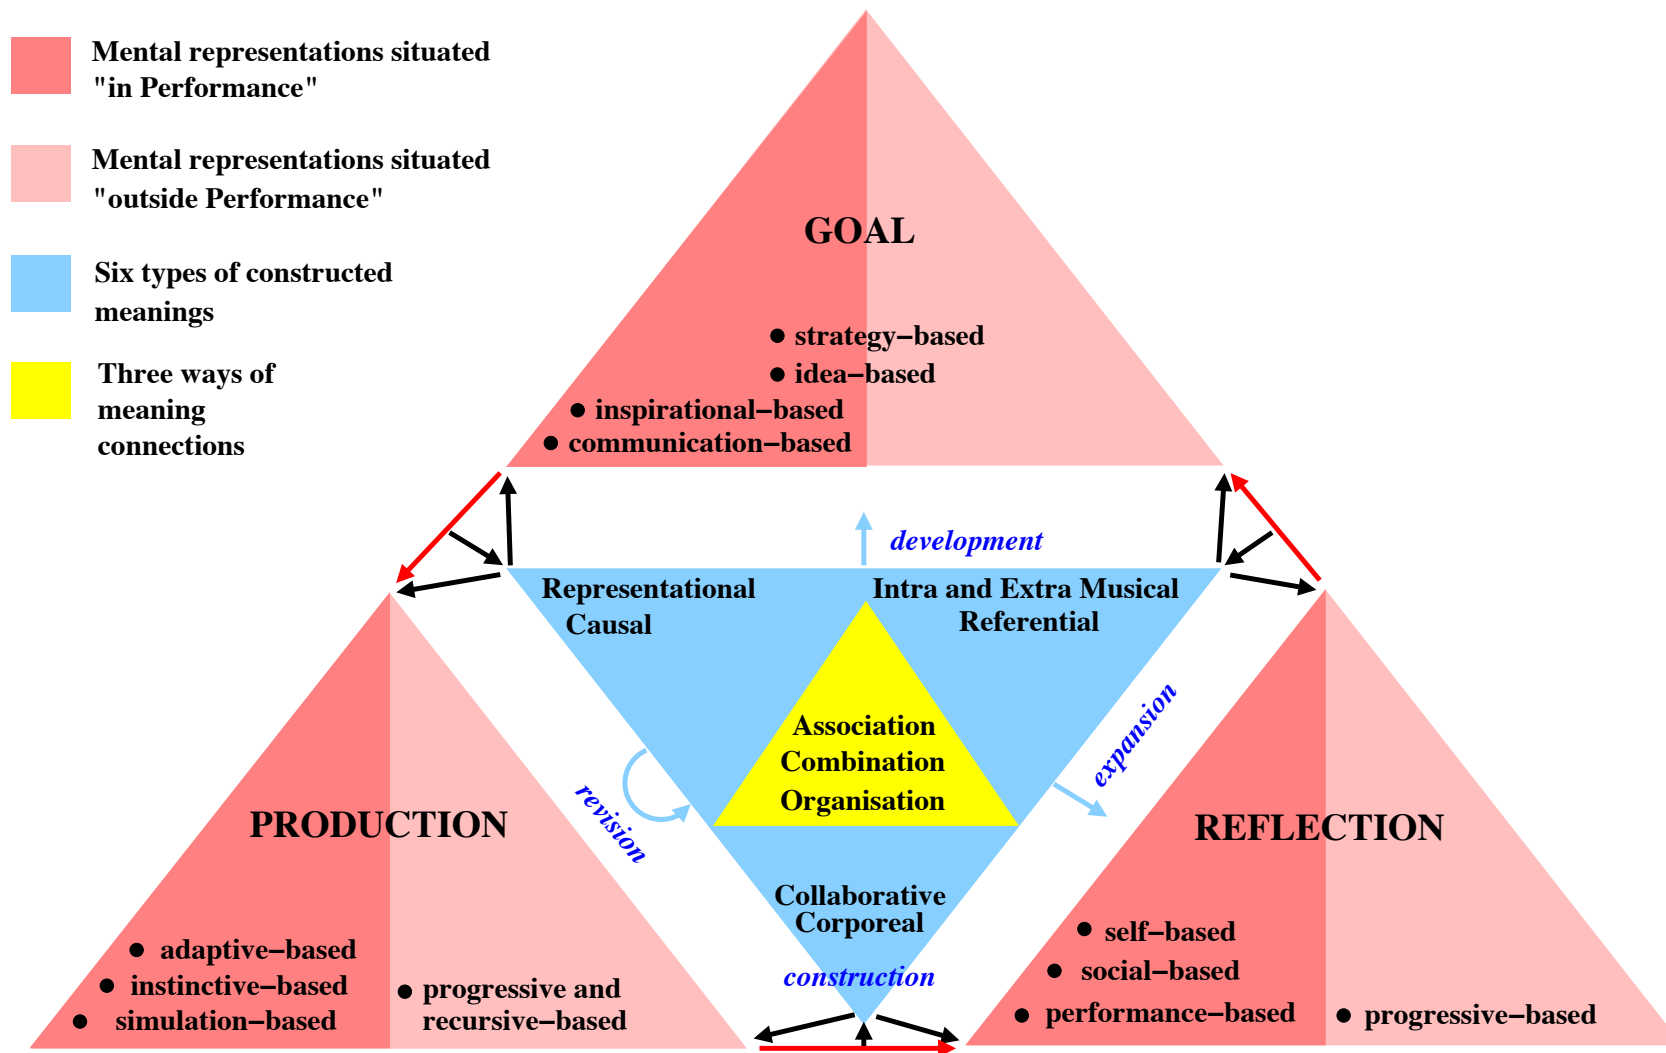 Mental representations situated
"in Performance"
Mental representations situated
"outside Performance"
Six types of constructed
meanings
Three ways of
meaning
connections
GOAL
● strategy−based
● idea−based
● inspirational−based
● communication−based
development
Representational
Causal
Intra and Extra Musical
Referential
Association
Combination
Organisation
revision
expansion
Collaborative
Corporeal
construction
PRODUCTION
● adaptive−based
● instinctive−based
● simulation−based
● progressive and
recursive−based
REFLECTION
● self−based
● social−based
● performance−based
● progressive−based